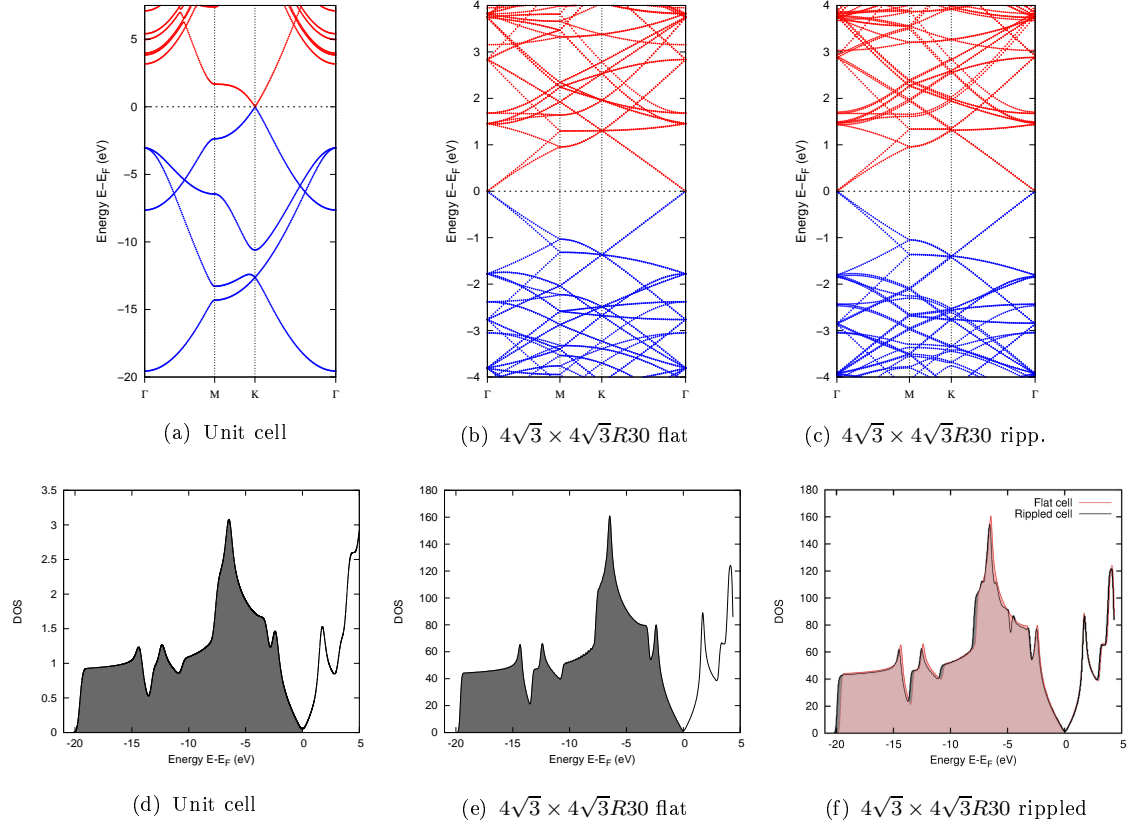 Energy E−E_F (eV)
5
0
−5
−10
−15
−20
Γ M K Γ
(a) Unit cell
Energy E−E_F (eV)
4
3
2
1
0
−1
−2
−3
−4
Γ M K Γ
(b) 4√3 × 4√3R30 flat
Energy E−E_F (eV)
4
3
2
1
0
−1
−2
−3
−4
Γ M K Γ
(c) 4√3 × 4√3R30 ripp.
DOS
3.5
3
2.5
2
1.5
1
0.5
0
-20 -15 -10 -5 0 5
Energy E-E_F (eV)
(d) Unit cell
DOS
180
160
140
120
100
80
60
40
20
0
-20 -15 -10 -5 0 5
Energy E-E_F (eV)
(e) 4√3 × 4√3R30 flat
DOS
180
160
140
120
100
80
60
40
20
0
Flat cell
Rippled cell
-20 -15 -10 -5 0 5
Energy E-E_F (eV)
(f) 4√3 × 4√3R30 rippled